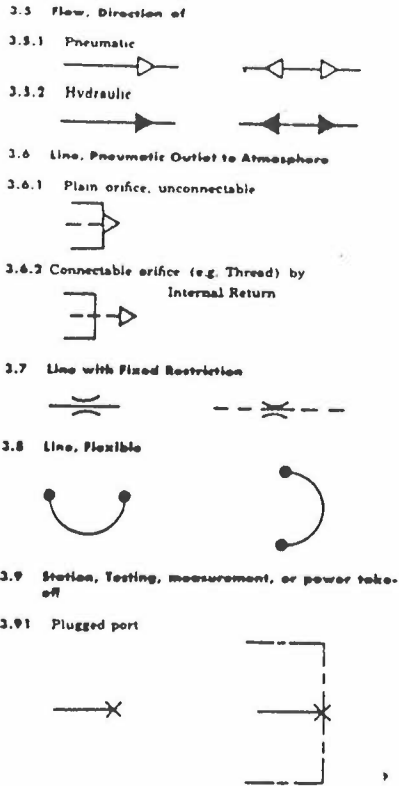 3.5 Flow, Direction of
3.5.1 Pneumatic
3.5.2 Hydraulic
3.6 Line, Pneumatic Outlet to Atmosphere
3.6.1 Plain orifice, unconnectable
3.6.2 Connectable orifice (e.g. Thread) by
Internal Return
3.7 Line with Fixed Restriction
3.8 Line, Flexible
3.9 Station, Testing, measurement, or power take-
off
3.91 Plugged port